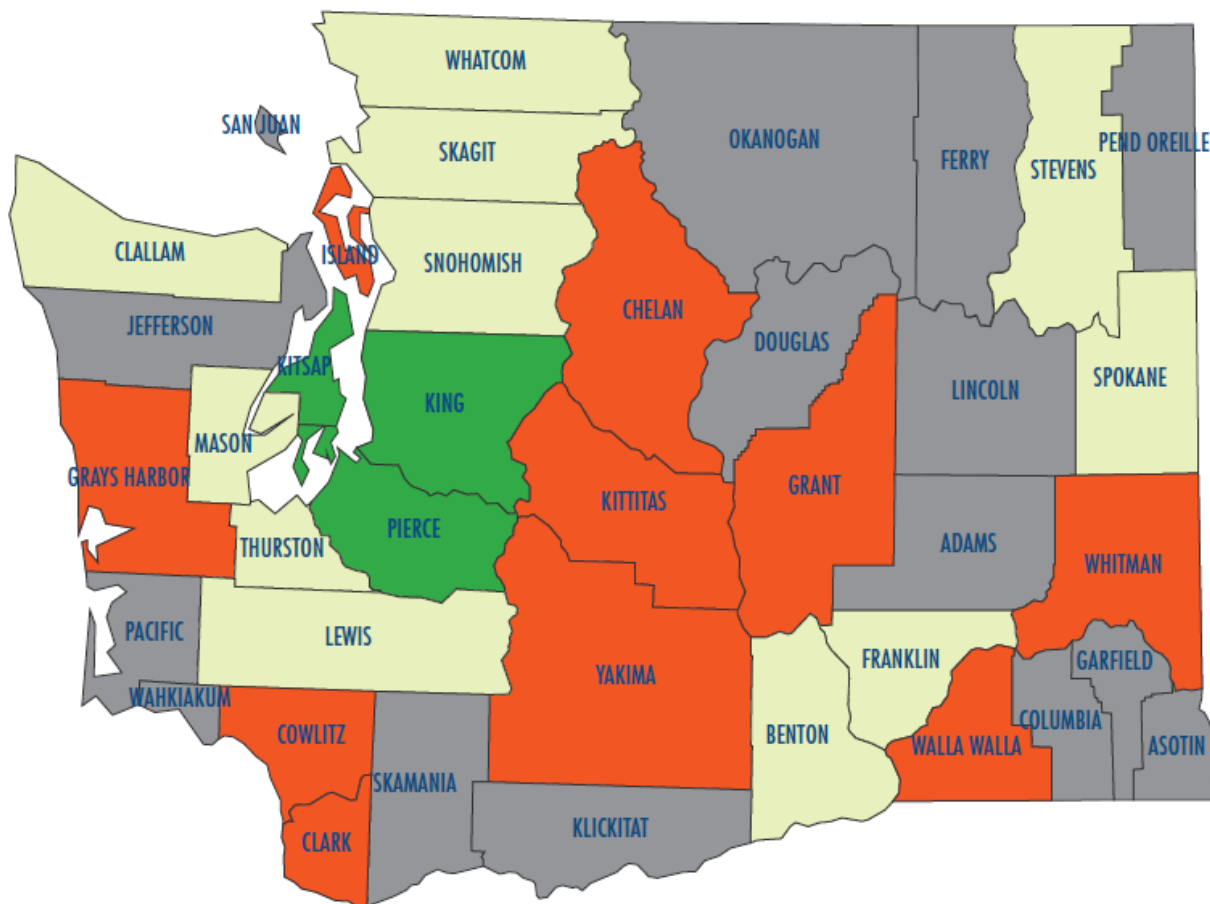 WHATCOM
SAN JUAN
SKAGIT
OKANOGAN
FERRY
STEVENS
PEND OREILLE
CLALLAM
ISLAND
SNOHOMISH
CHELAN
JEFFERSON
DOUGLAS
KITSAP
KING
LINCOLN
SPOKANE
MASON
GRAYS HARBOR
KITTITAS
GRANT
PIERCE
THURSTON
ADAMS
WHITMAN
PACIFIC
LEWIS
YAKIMA
FRANKLIN
GARFIELD
WAHKIAKUM
COWLITZ
BENTON
WALLA WALLA
COLUMBIA
ASOTIN
SKAMANIA
KLICKITAT
CLARK